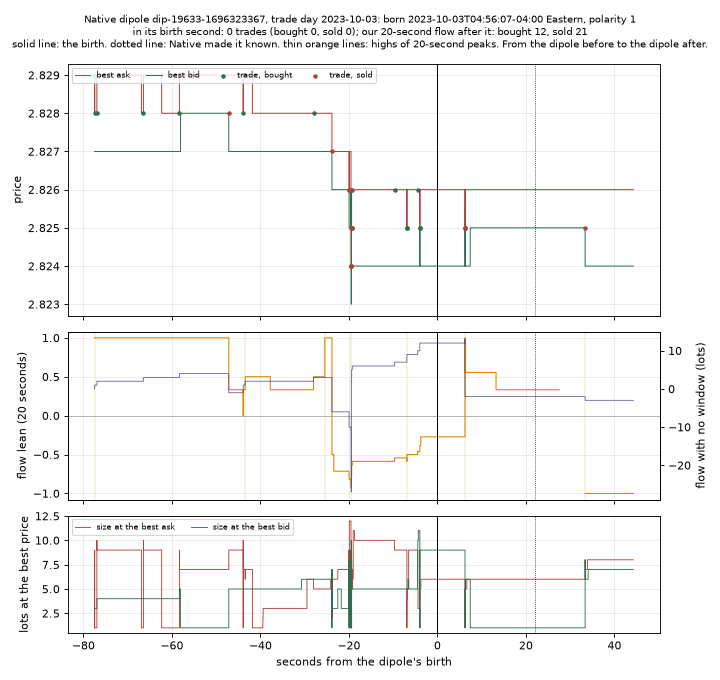 Native dipole dip-19633-1696323367, trade day 2023-10-03: born 2023-10-03T04:56:07-04:00 Eastern, polarity 1
in its birth second: 0 trades (bought 0, sold 0); our 20-second flow after it: bought 12, sold 21
solid line: the birth. dotted line: Native made it known. thin orange lines: highs of 20-second peaks. From the dipole before to the dipole after.
best ask
best bid
trade, bought
trade, sold
2.829
2.828
2.827
2.826
2.825
2.824
2.823
price
1.0
0.5
0.0
−0.5
−1.0
flow lean (20 seconds)
10
0
−10
−20
flow with no window (lots)
size at the best ask
size at the best bid
12.5
10.0
7.5
5.0
2.5
lots at the best price
−80
−60
−40
−20
0
20
40
seconds from the dipole's birth